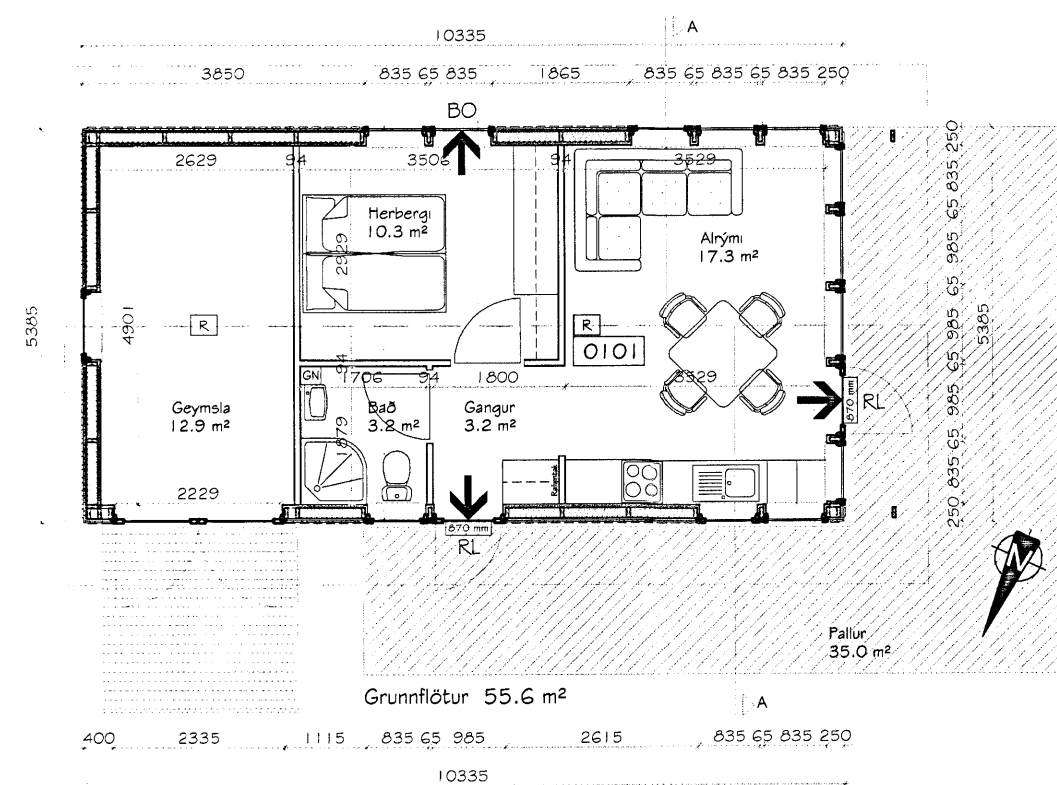 A
10335
3850 835 65 835 1865 835 65 835 65 835 250
BO
2629 94 3506 94 3529
Herbergi
10.3 m²
2929
Alrými
17.3 m²
250 835 65 985 65 985 65 985 65 835 250
5385
5385
4901
R
R
0101
94
GN
1706 94 1800 3529
870 mm
RL
Geymsla
12.9 m²
Bað
3.2 m²
Gangur
3.2 m²
1879
2229
870 mm
RL
N
Pallur
35.0 m²
Grunnflötur 55.6 m²
A
400 2335 1115 835 65 985 2615 835 65 835 250
10335